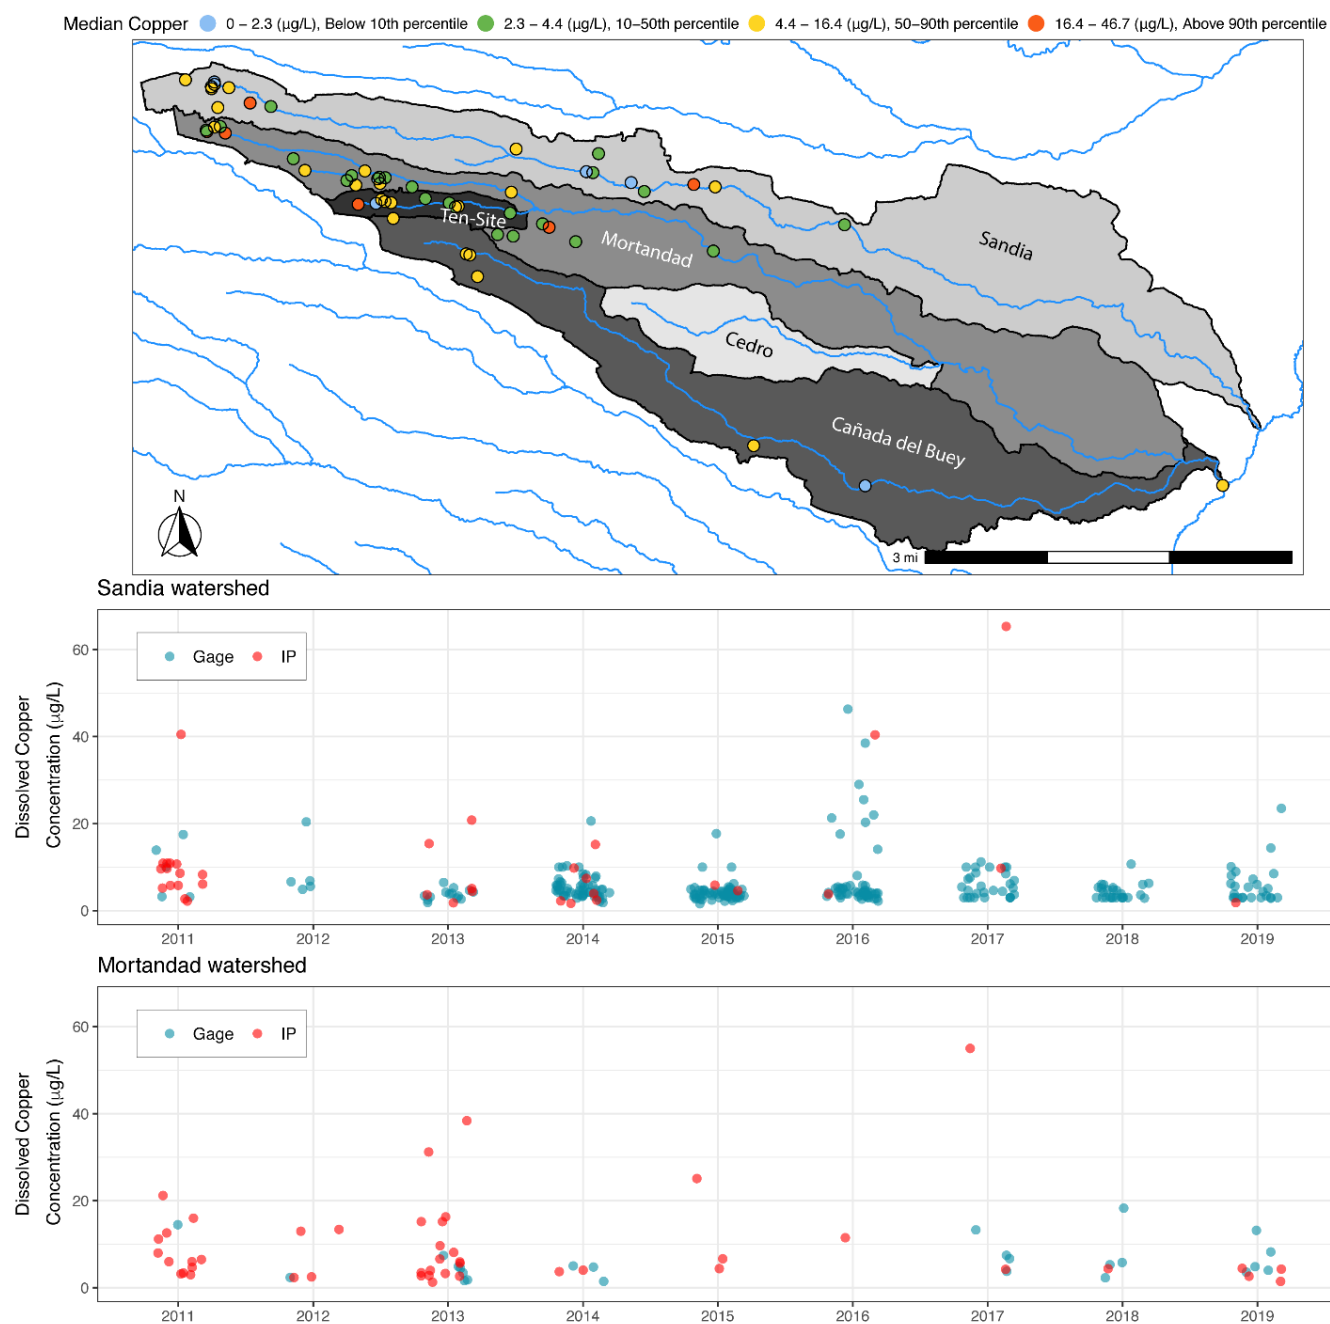 Median Copper 0 – 2.3 (µg/L), Below 10th percentile 2.3 – 4.4 (µg/L), 10–50th percentile 4.4 – 16.4 (µg/L), 50–90th percentile 16.4 – 46.7 (µg/L), Above 90th percentile
Ten-Site
Mortandad
Sandia
Cedro
Cañada del Buey
N
3 mi
Sandia watershed
Dissolved Copper
Concentration (µg/L)
Gage IP
60
40
20
0
2011 2012 2013 2014 2015 2016 2017 2018 2019
Mortandad watershed
Dissolved Copper
Concentration (µg/L)
Gage IP
60
40
20
0
2011 2012 2013 2014 2015 2016 2017 2018 2019